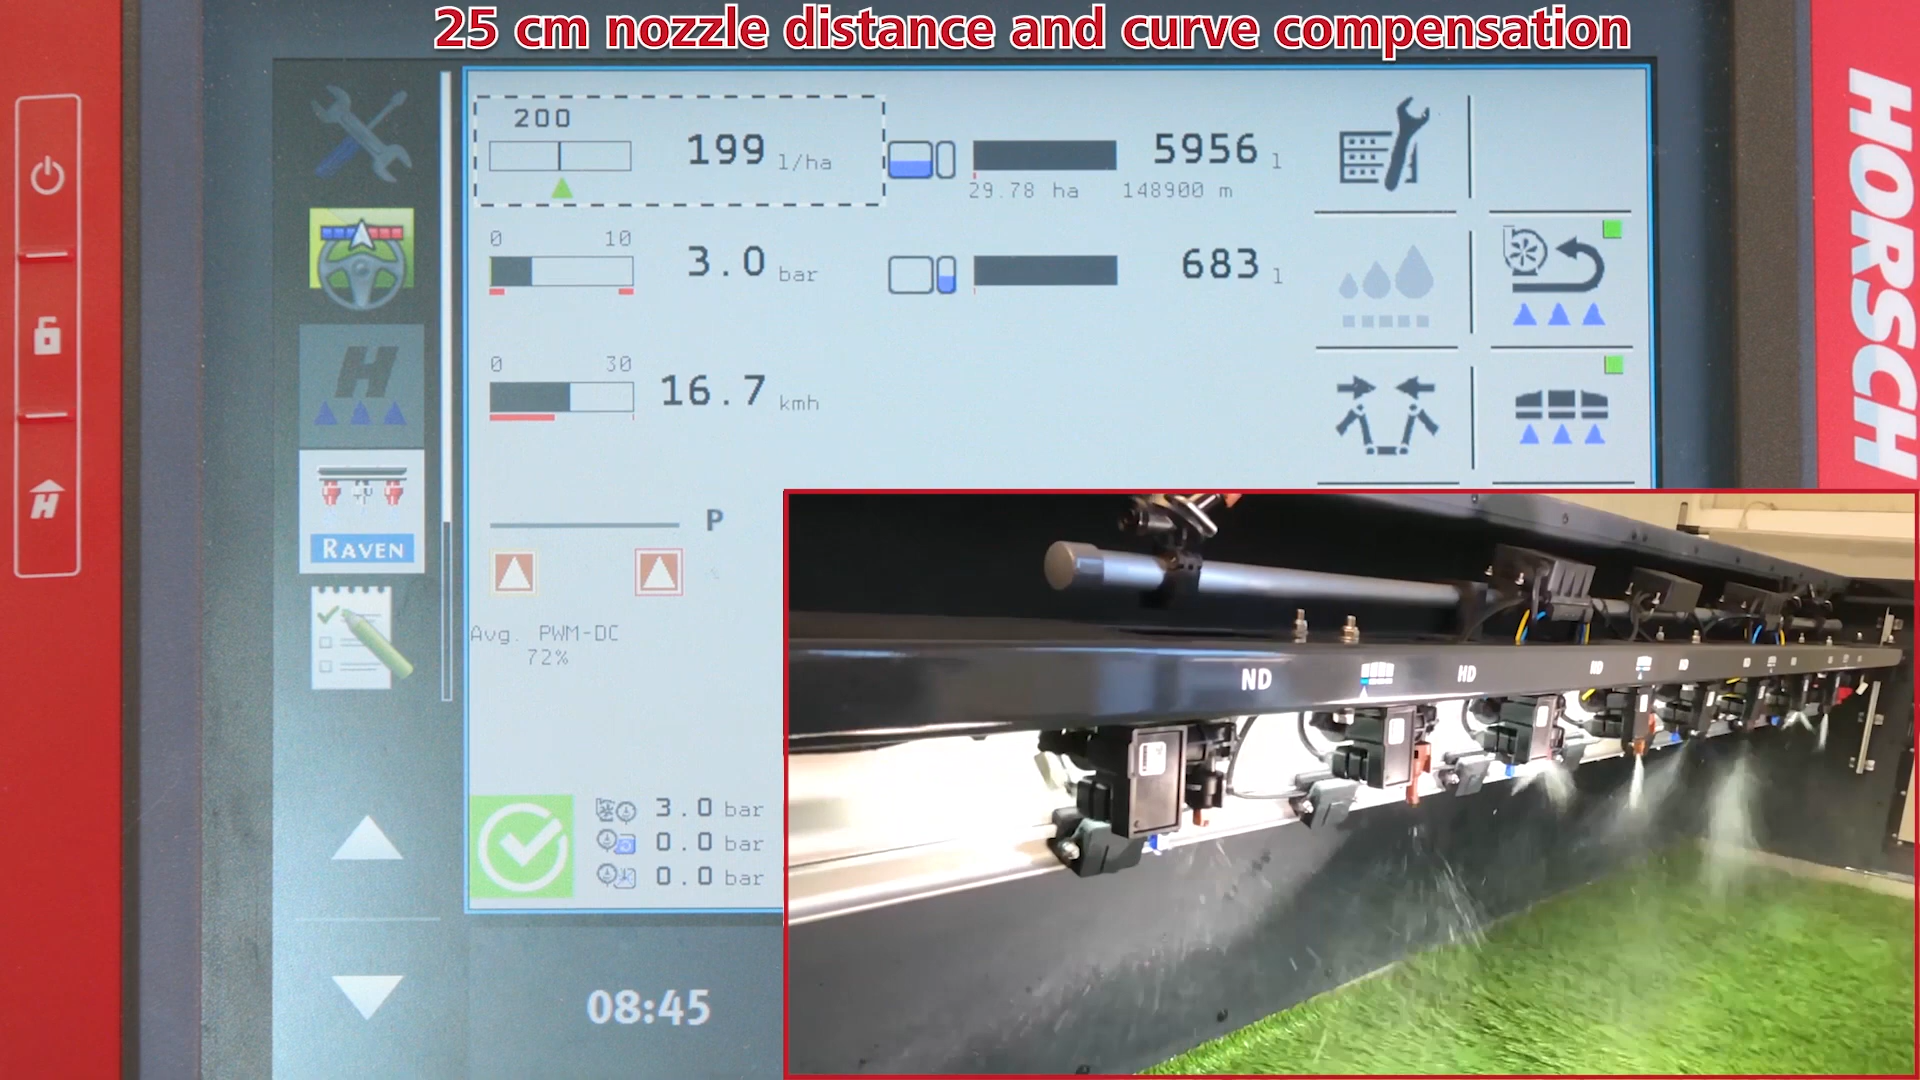 25 cm nozzle distance and curve compensation
200
199 l/ha
5956 l
29.78 ha 148900 m
0 10
3.0 bar
683 l
0 30
16.7 kmh
P
H
RAVEN
Avg. PWM-DC
72%
3.0 bar
0.0 bar
0.0 bar
08:45
HORSCH
H
ND
HD
ND
ND